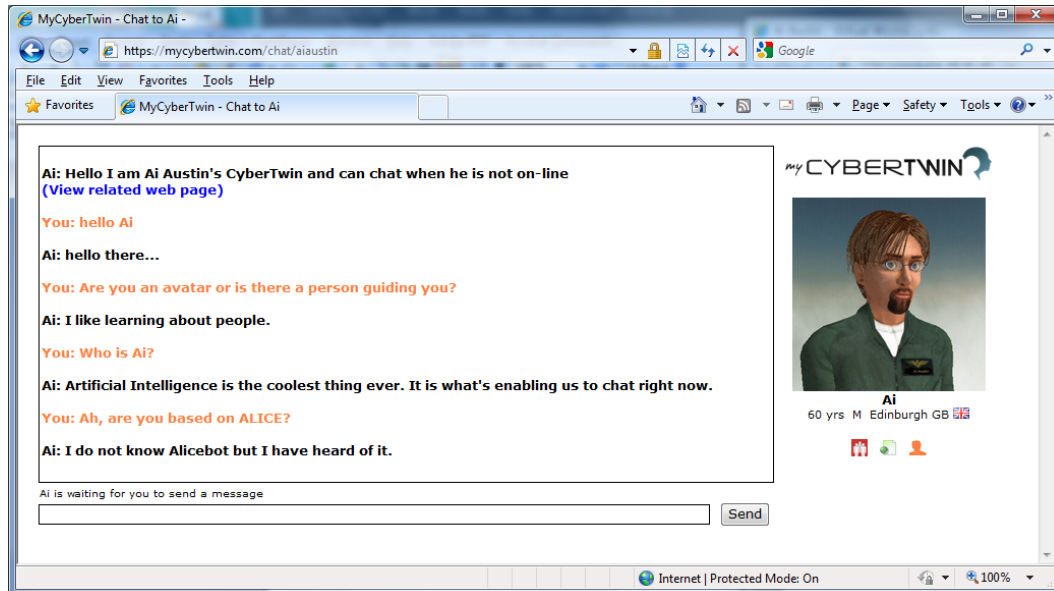 MyCyberTwin - Chat to Ai -
https://mycybertwin.com/chat/aiaustin
Google
File Edit View Favorites Tools Help
Favorites
MyCyberTwin - Chat to Ai
Page Safety Tools
my CYBERTWIN
Ai: Hello I am Ai Austin's CyberTwin and can chat when he is not on-line
(View related web page)
You: hello Ai
Ai: hello there...
You: Are you an avatar or is there a person guiding you?
Ai: I like learning about people.
You: Who is Ai?
Ai: Artificial Intelligence is the coolest thing ever. It is what's enabling us to chat right now.
You: Ah, are you based on ALICE?
Ai: I do not know Alicebot but I have heard of it.
Ai
60 yrs M Edinburgh GB
Ai is waiting for you to send a message
Send
Internet | Protected Mode: On
100%